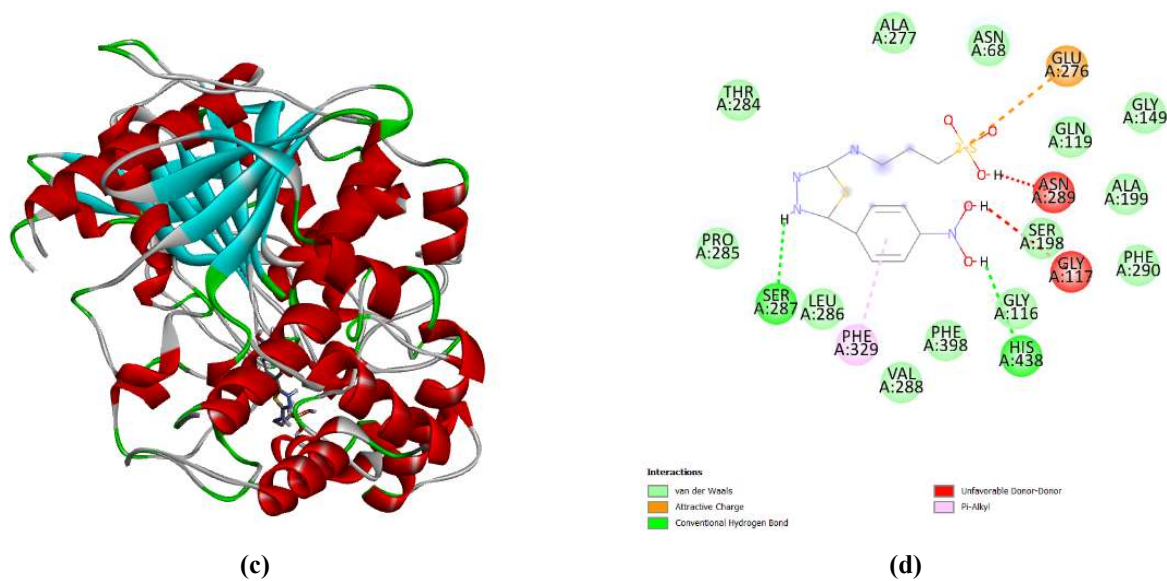 ALA
A:277
ASN
A:68
GLU
A:276
THR
A:284
GLY
A:149
GLN
A:119
O
O
N
2-S
N
O H
ASN
A:289
ALA
A:199
N
H
O H
SER
A:198
PRO
A:285
N
PHE
A:290
O H
GLY
A:117
SER
A:287
LEU
A:286
GLY
A:116
PHE
A:329
PHE
A:398
HIS
A:438
VAL
A:288
Interactions
van der Waals
Attractive Charge
Conventional Hydrogen Bond
Unfavorable Donor-Donor
Pi-Alkyl
(c)
(d)